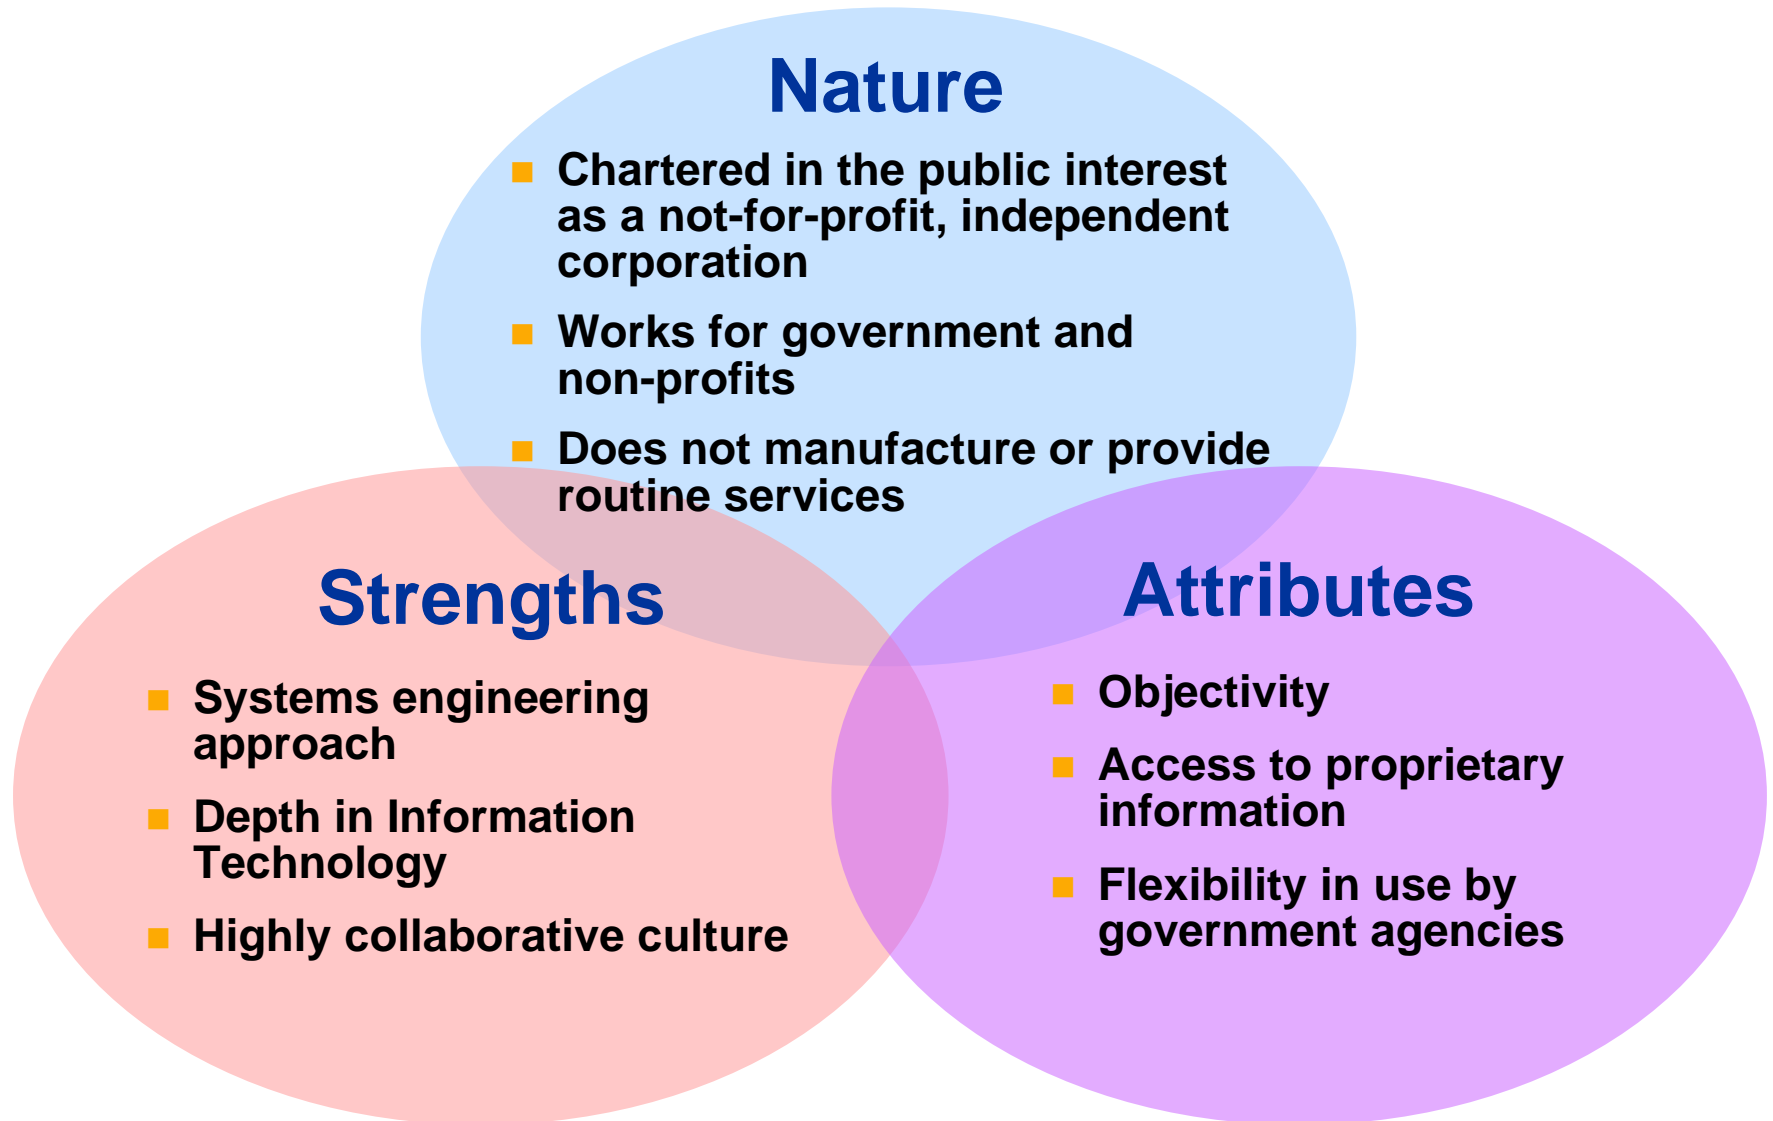 Nature
Chartered in the public interest
as a not-for-profit, independent
corporation
Works for government and
non-profits
Does not manufacture or provide
routine services
Strengths
Systems engineering
approach
Depth in Information
Technology
Highly collaborative culture
Attributes
Objectivity
Access to proprietary
information
Flexibility in use by
government agencies